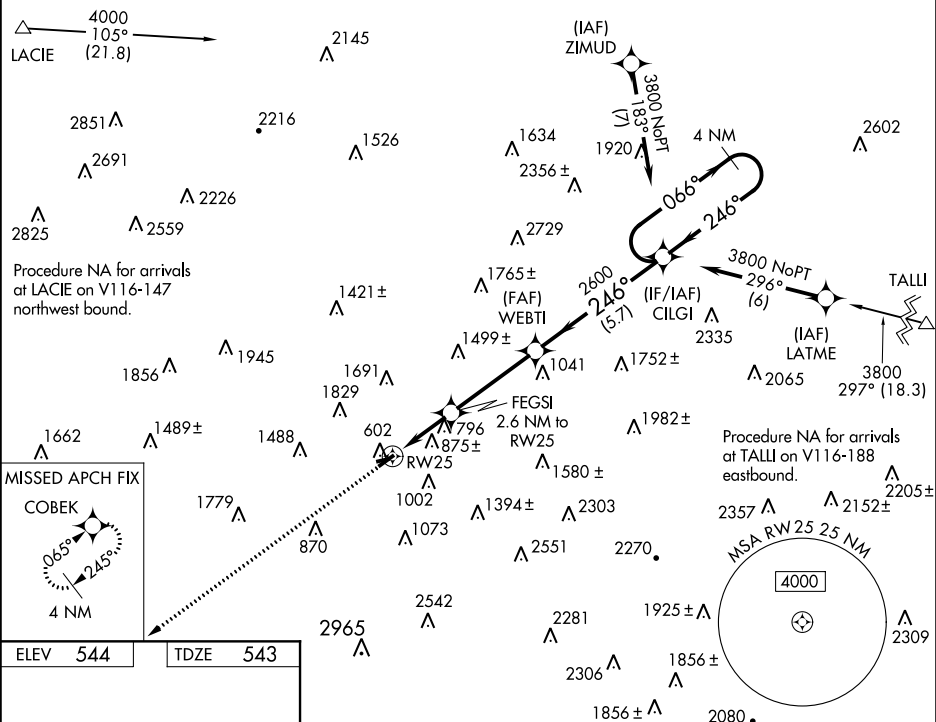 4000
105°
(21.8)
LACIE
2145
(IAF)
ZIMUD
3800 NoPT
183°
(7)
4 NM
2851
2216
1526
1634
1920
2602
2691
2356 ±
2226
066°
246°
2825
2559
2729
Procedure NA for arrivals
at LACIE on V116-147
northwest bound.
1765 ±
2600
246°
(5.7)
(IF/IAF)
CILGI
3800 NoPT
296°
(6)
TALLI
1421 ±
(FAF)
WEBTI
2335
(IAF)
LATME
1499 ±
3800
297° (18.3)
1945
1856
1691
1041
1752 ±
2065
1829
FEGSI
2.6 NM to
RW25
1662
1489 ±
1488
602
796
875 ±
1982 ±
RW25
1580 ±
Procedure NA for arrivals
at TALLI on V116-188
eastbound.
MISSED APCH FIX
COBEK
065°
245°
4 NM
1002
2205 ±
1779
1394 ±
2303
2357
2152 ±
870
1073
2551
2270
MSA RW 25 25 NM
4000
2542
2965
2281
1925 ±
2309
ELEV 544
TDZE 543
2306
1856 ±
1856 ±
2080